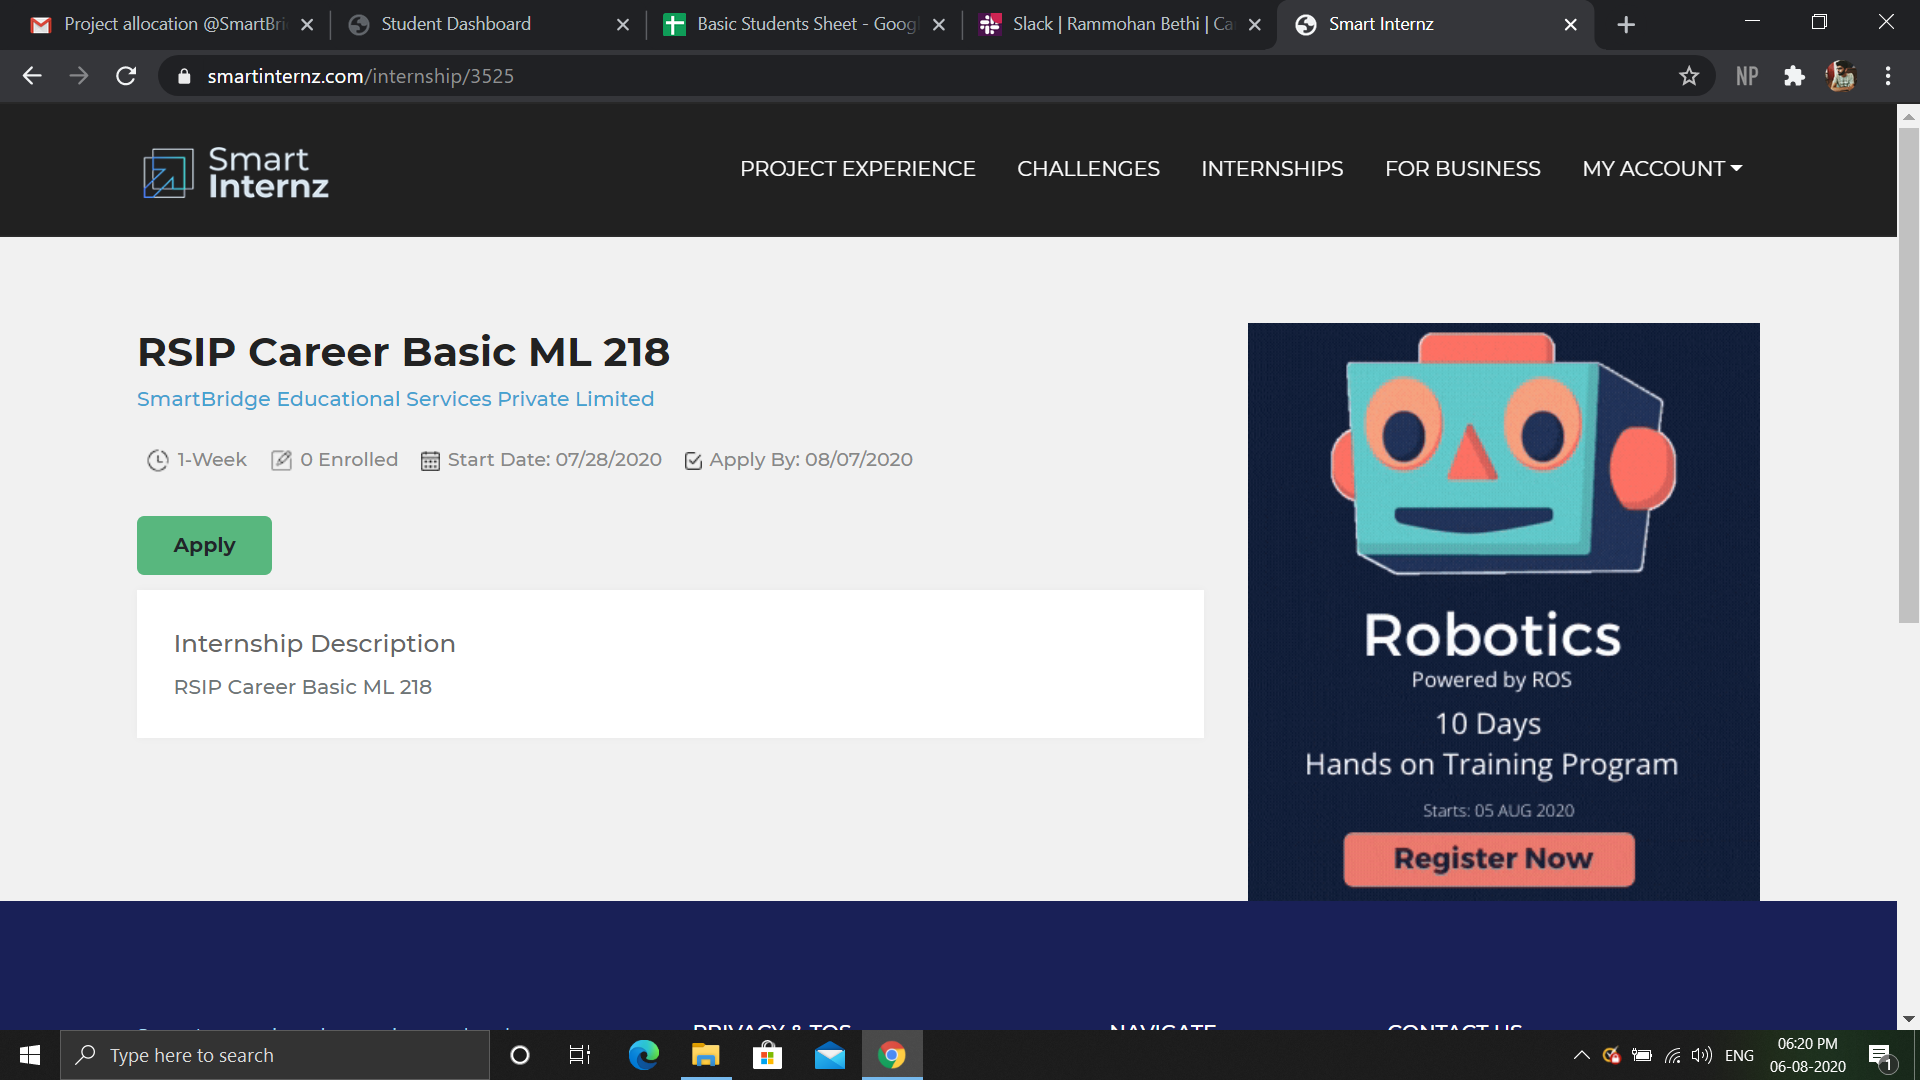 Project allocation @SmartBri
Student Dashboard
Basic Students Sheet - Goog
Slack | Rammohan Bethi | Ca
Smart Internz
smartinternz.com/internship/3525
NP
Smart
Internz
PROJECT EXPERIENCE
CHALLENGES
INTERNSHIPS
FOR BUSINESS
MY ACCOUNT
RSIP Career Basic ML 218
SmartBridge Educational Services Private Limited
1-Week
0 Enrolled
Start Date: 07/28/2020
Apply By: 08/07/2020
Apply
Internship Description
RSIP Career Basic ML 218
Robotics
Powered by ROS
10 Days
Hands on Training Program
Starts: 05 AUG 2020
Register Now
PRIVACY & TOS
NAVIGATE
CONTACT US
Type here to search
ENG
06:20 PM
06-08-2020
1